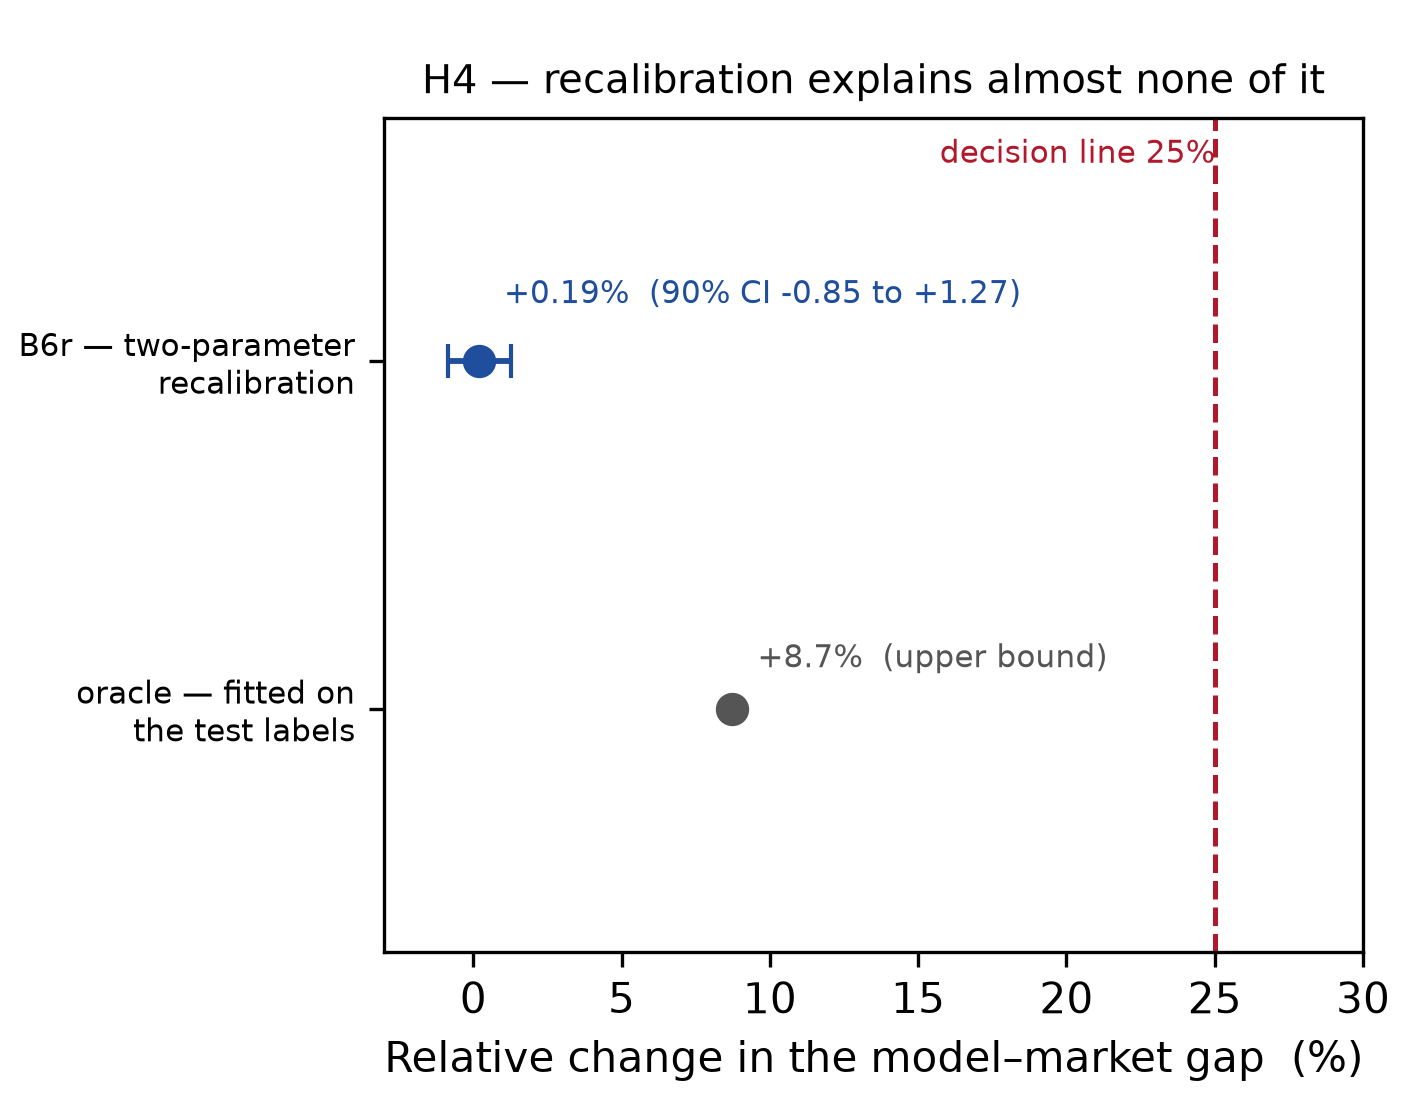 H4 — recalibration explains almost none of it
decision line 25%
+0.19%  (90% CI -0.85 to +1.27)
B6r — two-parameter
recalibration
+8.7%  (upper bound)
oracle — fitted on
the test labels
0 5 10 15 20 25 30
Relative change in the model–market gap  (%)